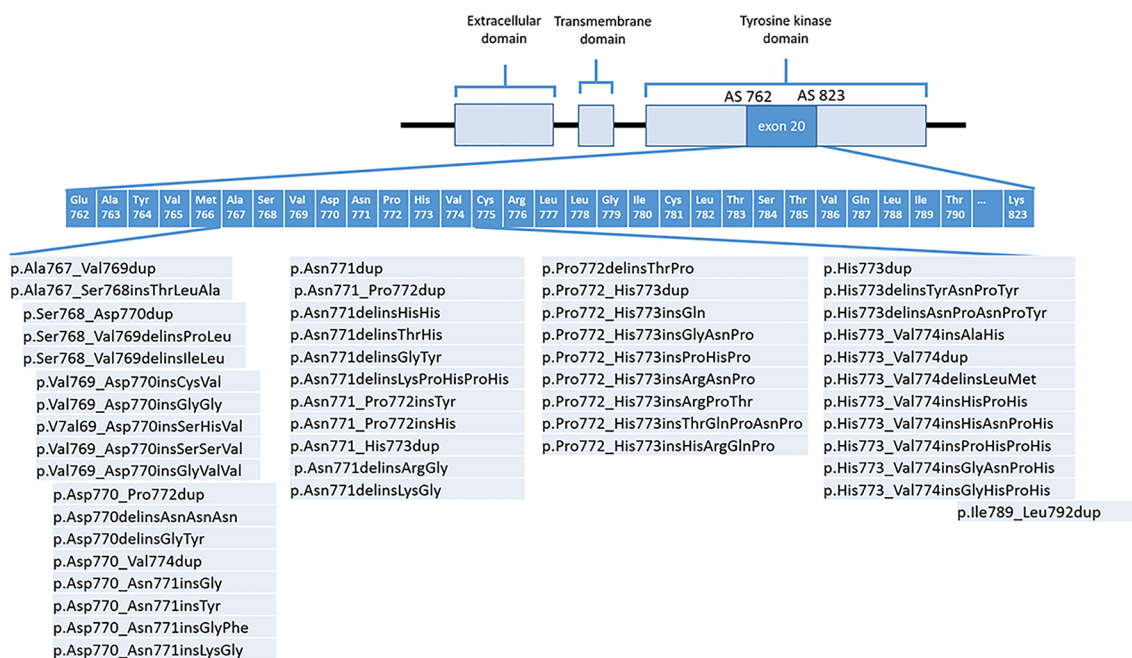 Extracellular
domain
Transmembrane
domain
Tyrosine kinase
domain
AS 762
AS 823
exon 20
Glu Ala Tyr Val Met Ala Ser Val Asp Asn Pro His Val Cys Arg Leu Leu Gly Ile Cys Leu Thr Ser Thr Val Gln Leu Ile Thr ... Lys
762 763 764 765 766 767 768 769 770 771 772 773 774 775 776 777 778 779 780 781 782 783 784 785 786 787 788 789 790 823
p.Ala767_Val769dup
p.Ala767_Ser768insThrLeuAla
p.Ser768_Asp770dup
p.Ser768_Val769delinsProLeu
p.Ser768_Val769delinsIleLeu
p.Val769_Asp770insCysVal
p.Val769_Asp770insGlyGly
p.V7al69_Asp770insSerHisVal
p.Val769_Asp770insSerSerVal
p.Val769_Asp770insGlyValVal
p.Asp770_Pro772dup
p.Asp770delinsAsnAsnAsn
p.Asp770delinsGlyTyr
p.Asp770_Val774dup
p.Asp770_Asn771insGly
p.Asp770_Asn771insTyr
p.Asp770_Asn771insGlyPhe
p.Asp770_Asn771insLysGly
p.Asn771dup
p.Asn771_Pro772dup
p.Asn771delinsHisHis
p.Asn771delinsThrHis
p.Asn771delinsGlyTyr
p.Asn771delinsLysProHisProHis
p.Asn771_Pro772insTyr
p.Asn771_Pro772insHis
p.Asn771_His773dup
p.Asn771delinsArgGly
p.Asn771delinsLysGly
p.Pro772delinsThrPro
p.Pro772_His773dup
p.Pro772_His773insGln
p.Pro772_His773insGlyAsnPro
p.Pro772_His773insProHisPro
p.Pro772_His773insArgAsnPro
p.Pro772_His773insArgProThr
p.Pro772_His773insThrGlnProAsnPro
p.Pro772_His773insHisArgGlnPro
p.His773dup
p.His773delinsTyrAsnProTyr
p.His773delinsAsnProAsnProTyr
p.His773_Val774insAlaHis
p.His773_Val774dup
p.His773_Val774delinsLeuMet
p.His773_Val774insHisProHis
p.His773_Val774insHisAsnProHis
p.His773_Val774insProHisProHis
p.His773_Val774insGlyAsnProHis
p.His773_Val774insGlyHisProHis
p.Ile789_Leu792dup